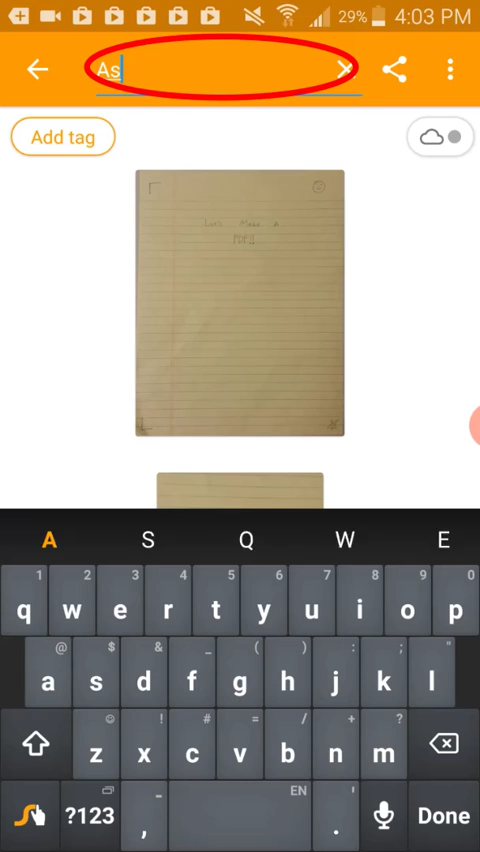 29% 4:03 PM
As
Add tag
Let's Make A
PDF!!
A S Q W E
1 2 3 4 5 6 7 8 9 0
q w e r t y u i o p
@ $ & _ ( ) : ; "
a s d f g h j k l
! # = / + ?
z x c v b n m
?123 , EN . ' Done